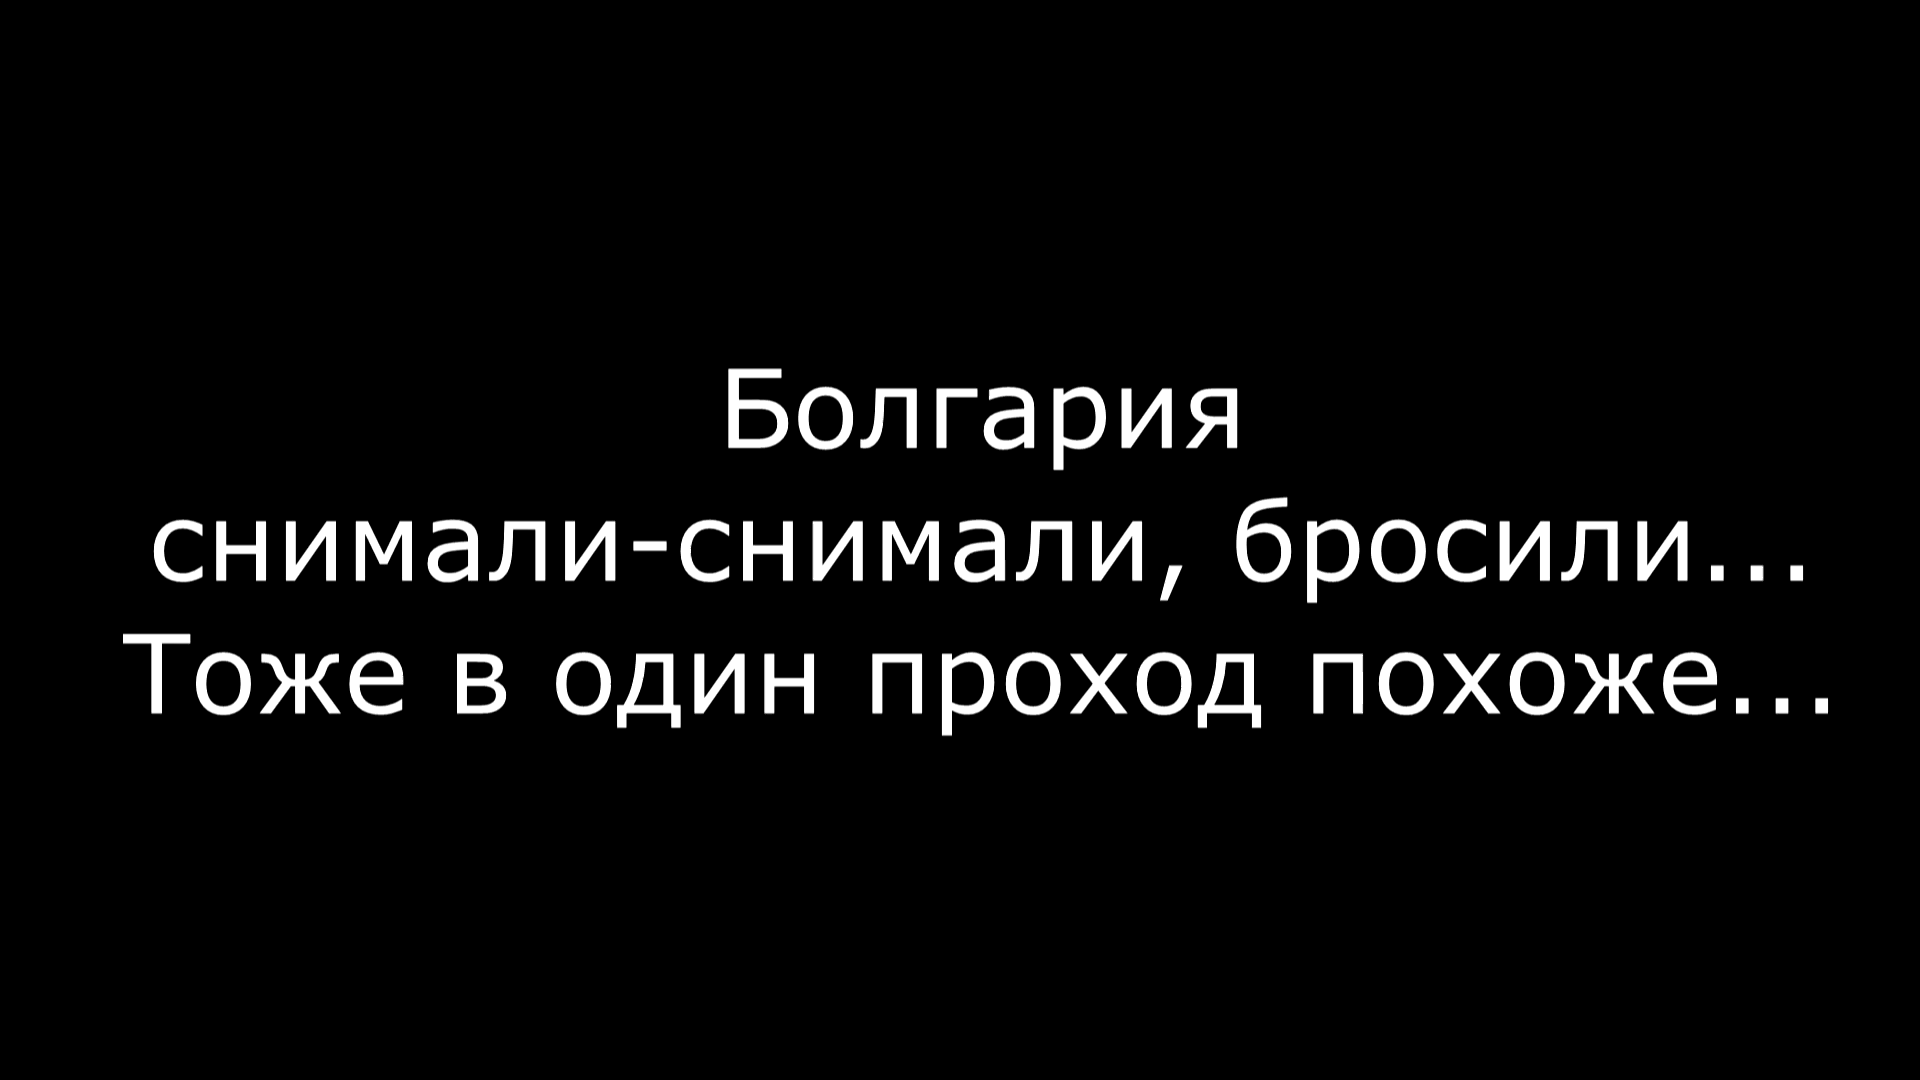 Болгария
снимали-снимали, бросили...
Тоже в один проход похоже...